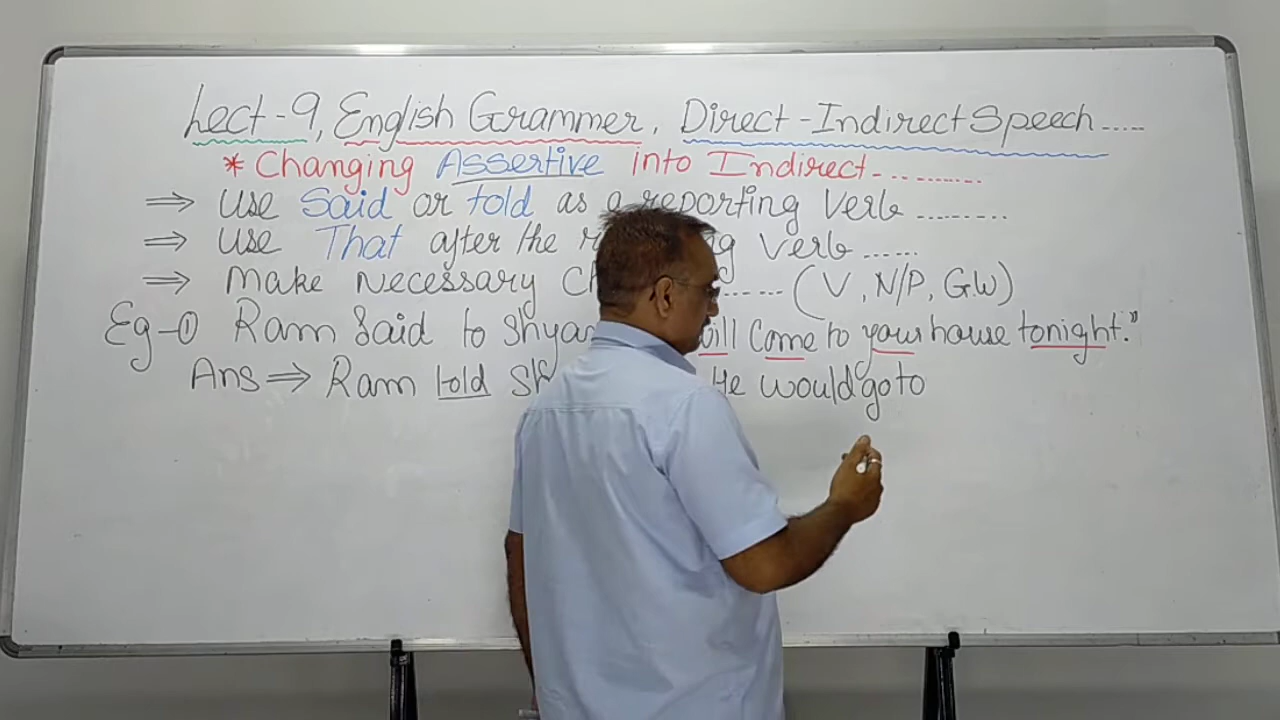 Lect-9, English Grammer, Direct-Indirect Speech.....
* Changing Assertive into Indirect...........
⇒ Use Said or told as a reporting Verb .........
⇒ Use That after the Verb ......
⇒ Make Necessary ...... (V, N/P, G.W)
Eg-① Ram Said to will Come to your house tonight."
Ans ⇒ Ram told He would go to